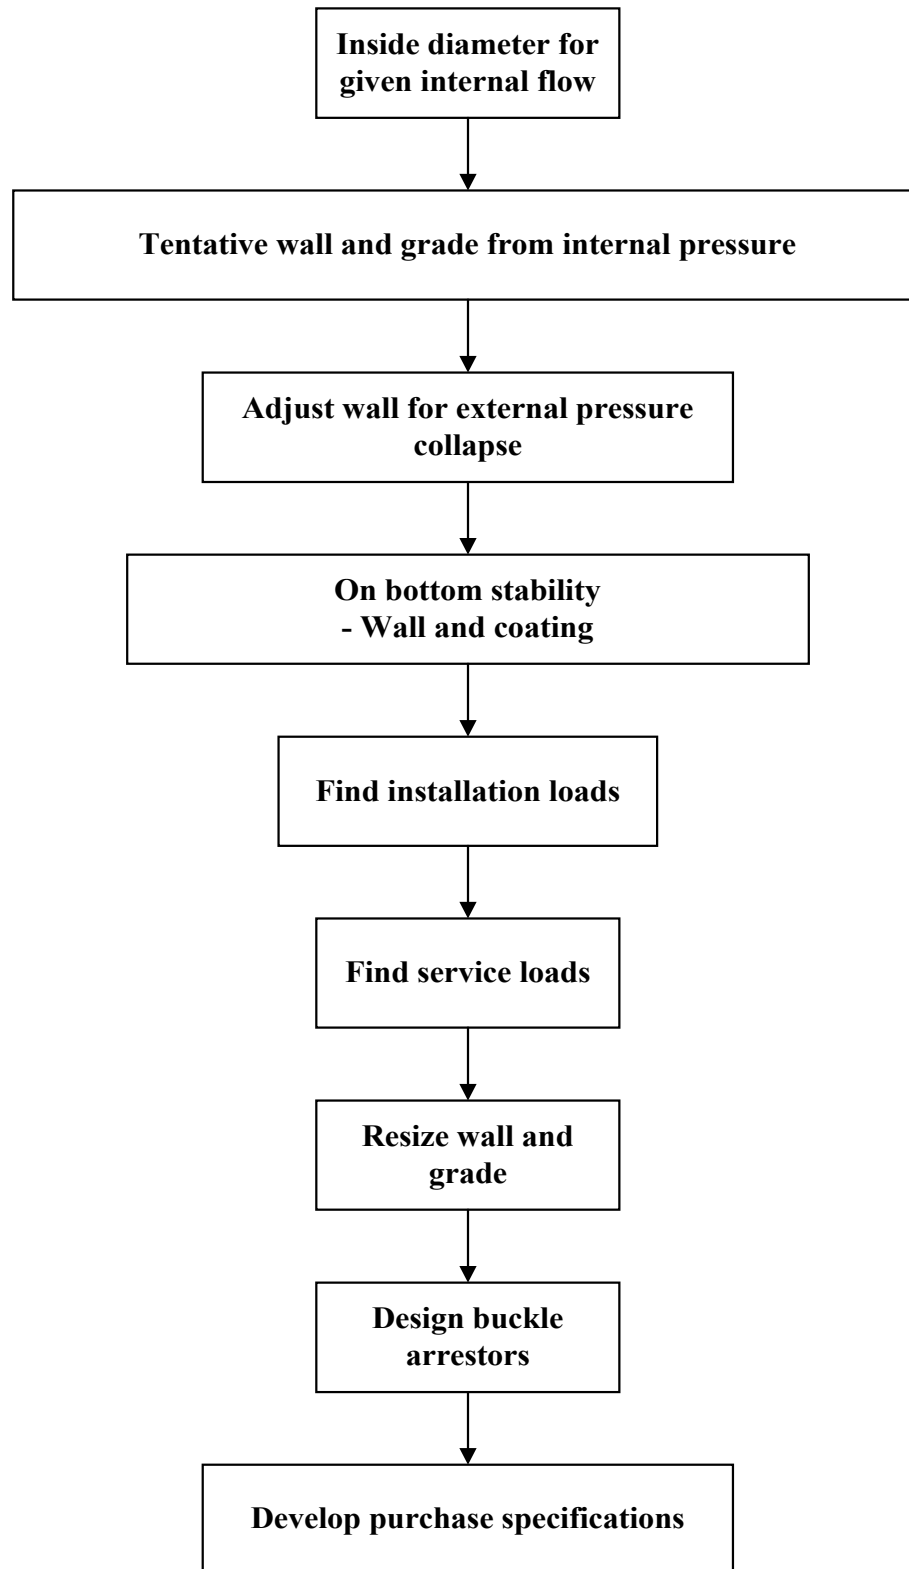 Inside diameter for
given internal flow
Tentative wall and grade from internal pressure
Adjust wall for external pressure
collapse
On bottom stability
- Wall and coating
Find installation loads
Find service loads
Resize wall and
grade
Design buckle
arrestors
Develop purchase specifications